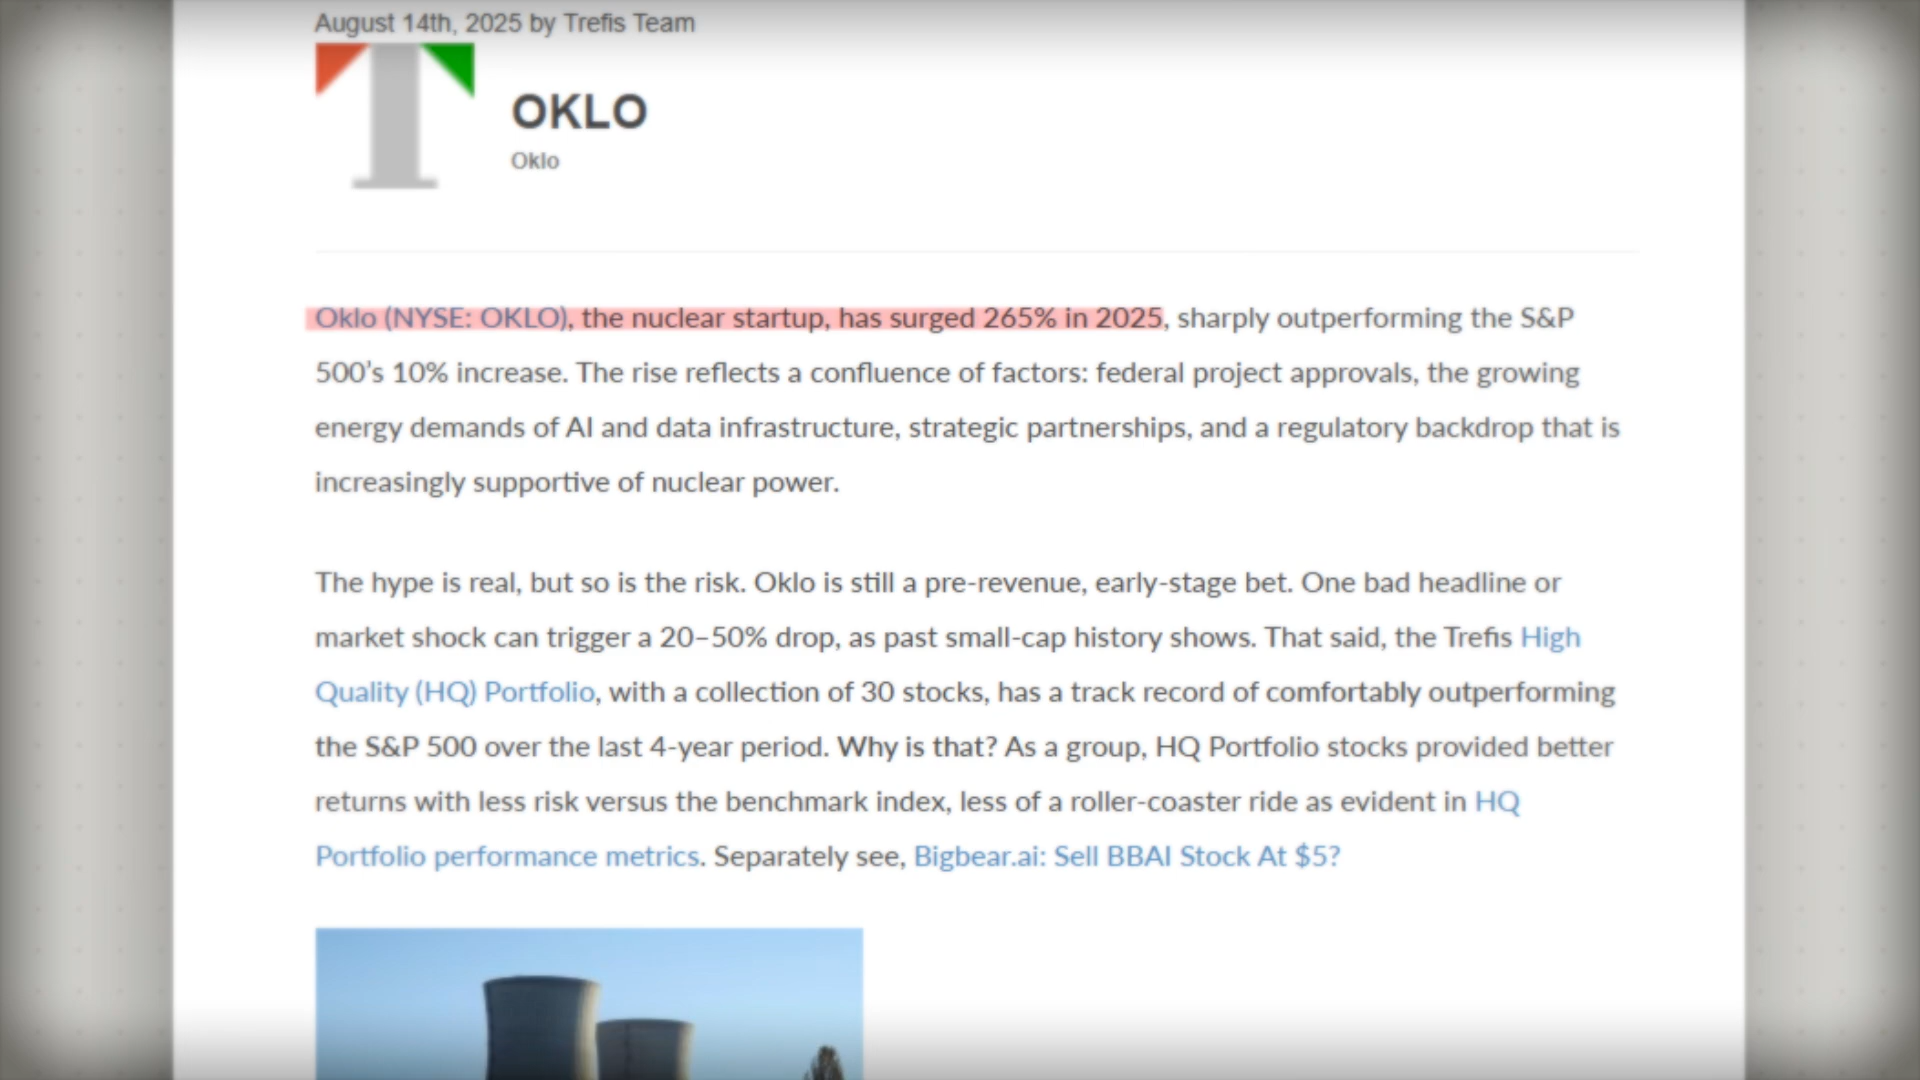 August 14th, 2025 by Trefis Team
OKLO
Oklo
Oklo (NYSE: OKLO), the nuclear startup, has surged 265% in 2025, sharply outperforming the S&P
500’s 10% increase. The rise reflects a confluence of factors: federal project approvals, the growing
energy demands of AI and data infrastructure, strategic partnerships, and a regulatory backdrop that is
increasingly supportive of nuclear power.
The hype is real, but so is the risk. Oklo is still a pre-revenue, early-stage bet. One bad headline or
market shock can trigger a 20–50% drop, as past small-cap history shows. That said, the Trefis High
Quality (HQ) Portfolio, with a collection of 30 stocks, has a track record of comfortably outperforming
the S&P 500 over the last 4-year period. Why is that? As a group, HQ Portfolio stocks provided better
returns with less risk versus the benchmark index, less of a roller-coaster ride as evident in HQ
Portfolio performance metrics. Separately see, Bigbear.ai: Sell BBAI Stock At $5?